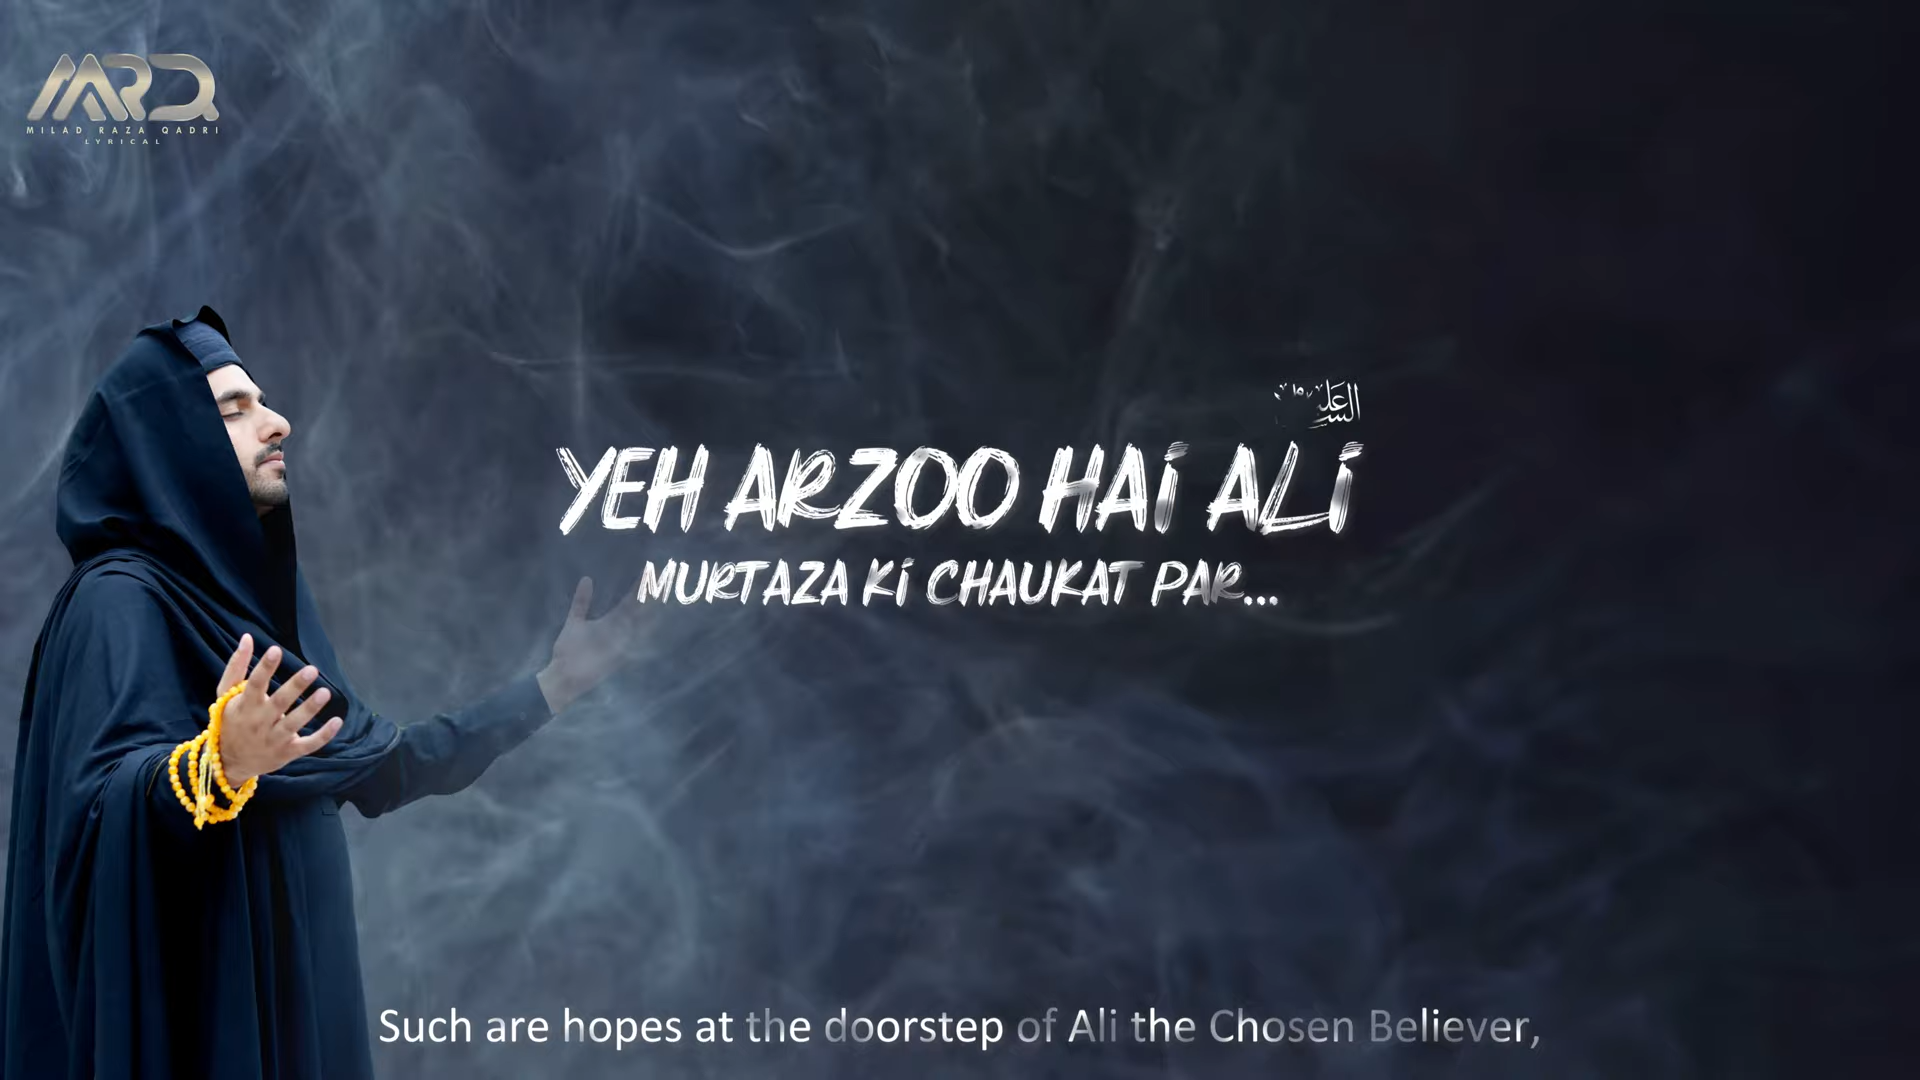 MRQ
MILAD RAZA QADRI
LYRICAL
YEH ARZOO HAI ALI
MURTAZA KI CHAUKAT PAR...
Such are hopes at the doorstep of Ali the Chosen Believer,